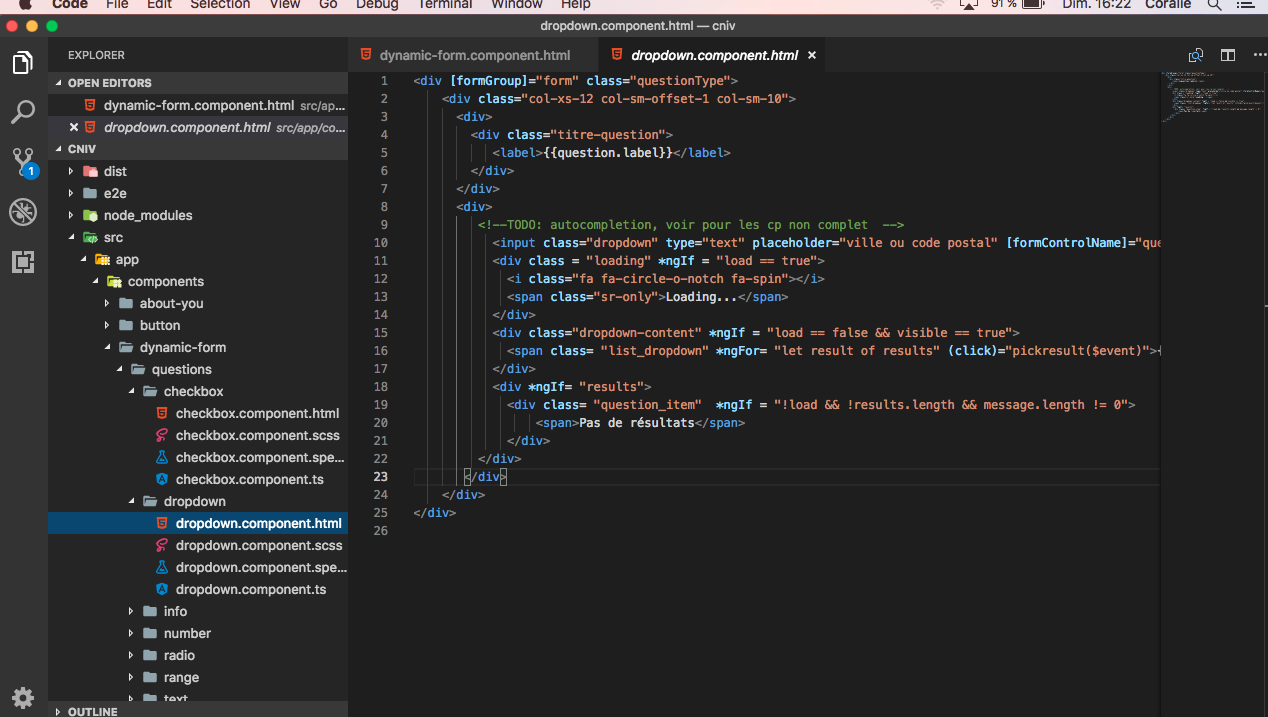 Code File Edit Selection View Go Debug Terminal Window Help 91 % Dim. 16:22 Coralie
dropdown.component.html — cniv
EXPLORER
OPEN EDITORS
dynamic-form.component.html src/ap...
dropdown.component.html src/app/co...
CNIV
dist
e2e
node_modules
src
app
components
about-you
button
dynamic-form
questions
checkbox
checkbox.component.html
checkbox.component.scss
checkbox.component.spe...
checkbox.component.ts
dropdown
dropdown.component.html
dropdown.component.scss
dropdown.component.spe...
dropdown.component.ts
info
number
radio
range
text
OUTLINE
1
dynamic-form.component.html dropdown.component.html
1 <div [formGroup]="form" class="questionType">
2 <div class="col-xs-12 col-sm-offset-1 col-sm-10">
3 <div>
4 <div class="titre-question">
5 <label>{{question.label}}</label>
6 </div>
7 </div>
8 <div>
9 <!--TODO: autocompletion, voir pour les cp non complet -->
10 <input class="dropdown" type="text" placeholder="ville ou code postal" [formControlName]="que
11 <div class = "loading" *ngIf = "load == true">
12 <i class="fa fa-circle-o-notch fa-spin"></i>
13 <span class="sr-only">Loading...</span>
14 </div>
15 <div class="dropdown-content" *ngIf = "load == false && visible == true">
16 <span class= "list_dropdown" *ngFor= "let result of results" (click)="pickresult($event)">{
17 </div>
18 <div *ngIf= "results">
19 <div class= "question_item" *ngIf = "!load && !results.length && message.length != 0">
20 <span>Pas de résultats</span>
21 </div>
22 </div>
23 </div>
24 </div>
25 </div>
26